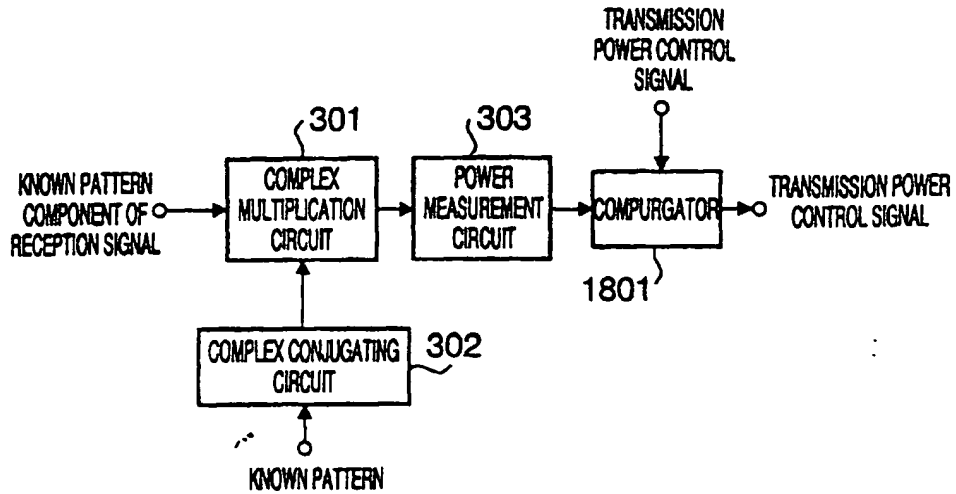 TRANSMISSION
POWER CONTROL
SIGNAL
301
303
KNOWN PATTERN
COMPONENT OF
RECEPTION SIGNAL
COMPLEX
MULTIPLICATION
CIRCUIT
POWER
MEASUREMENT
CIRCUIT
COMPURGATOR
TRANSMISSION POWER
CONTROL SIGNAL
1801
COMPLEX CONJUGATING
CIRCUIT
302
KNOWN PATTERN